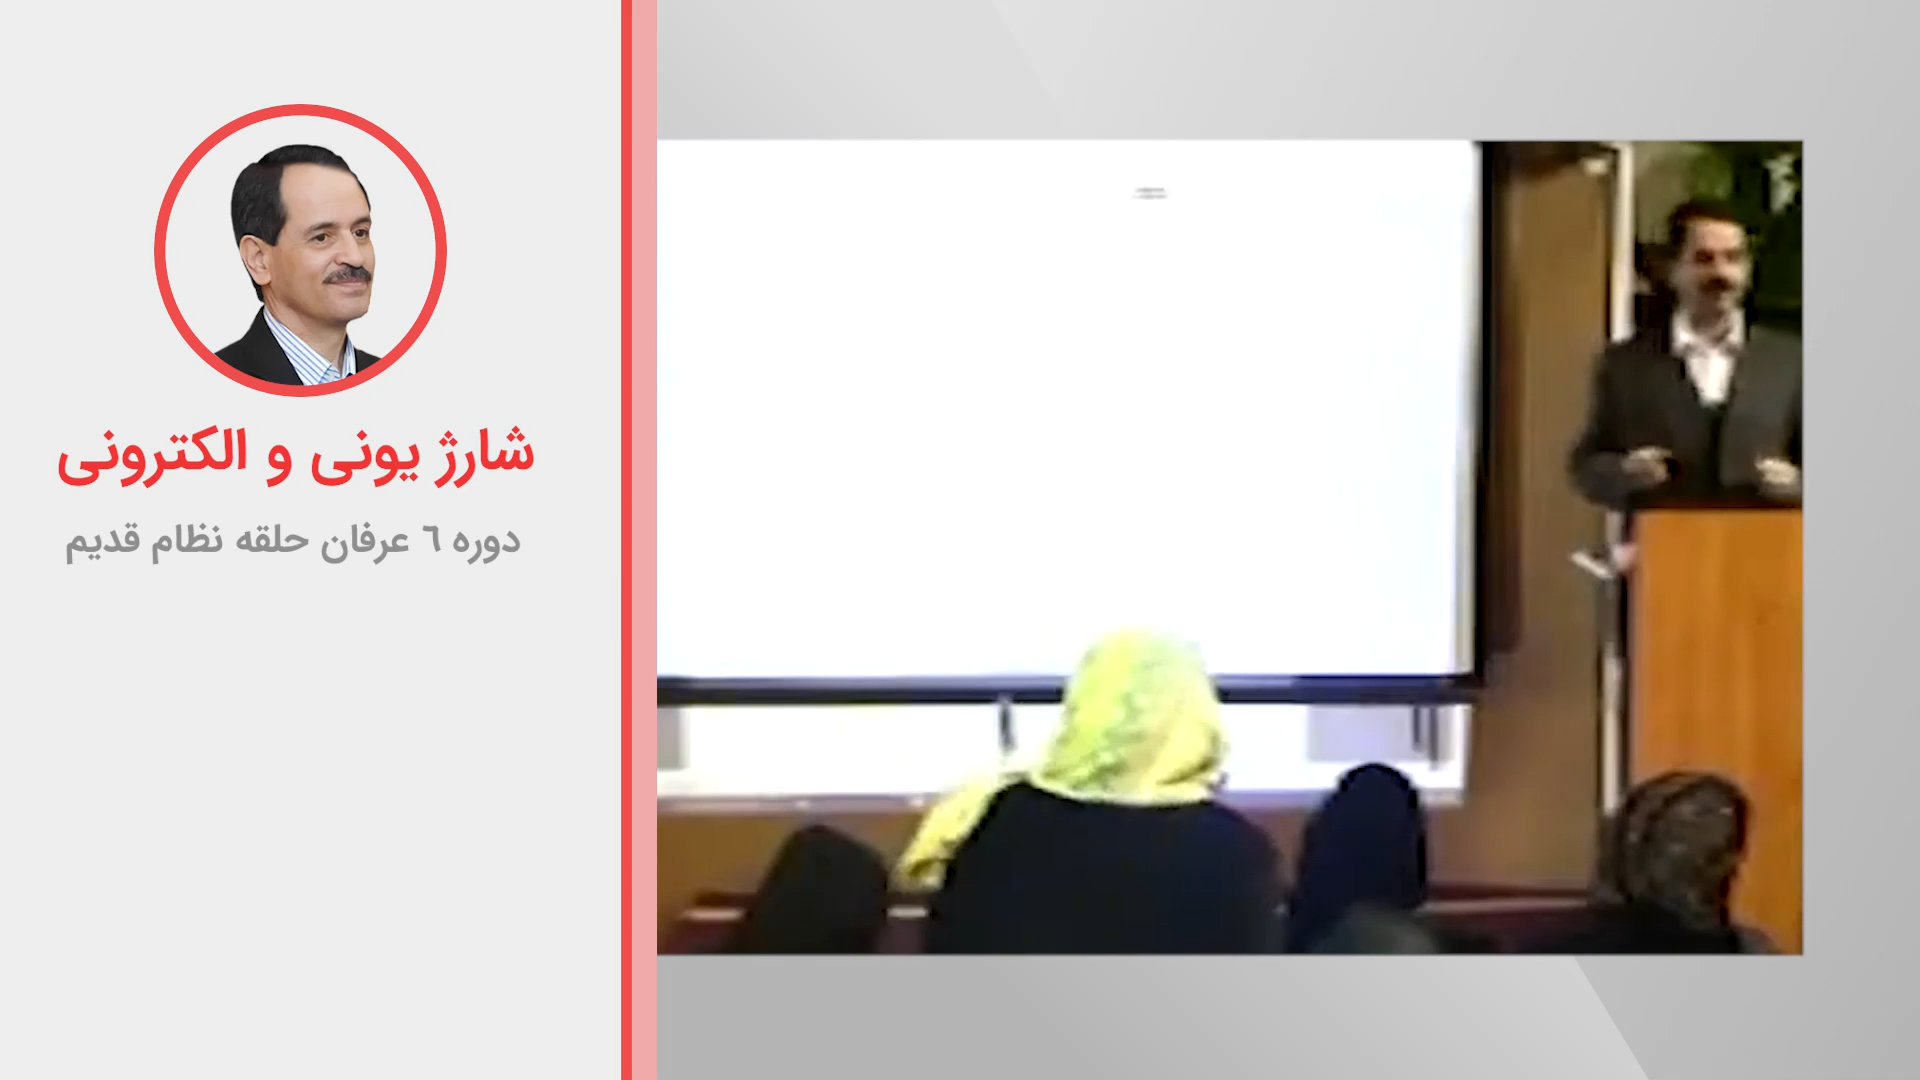 شارژ یونی و الکترونی
دوره ٦ عرفان حلقه نظام قدیم